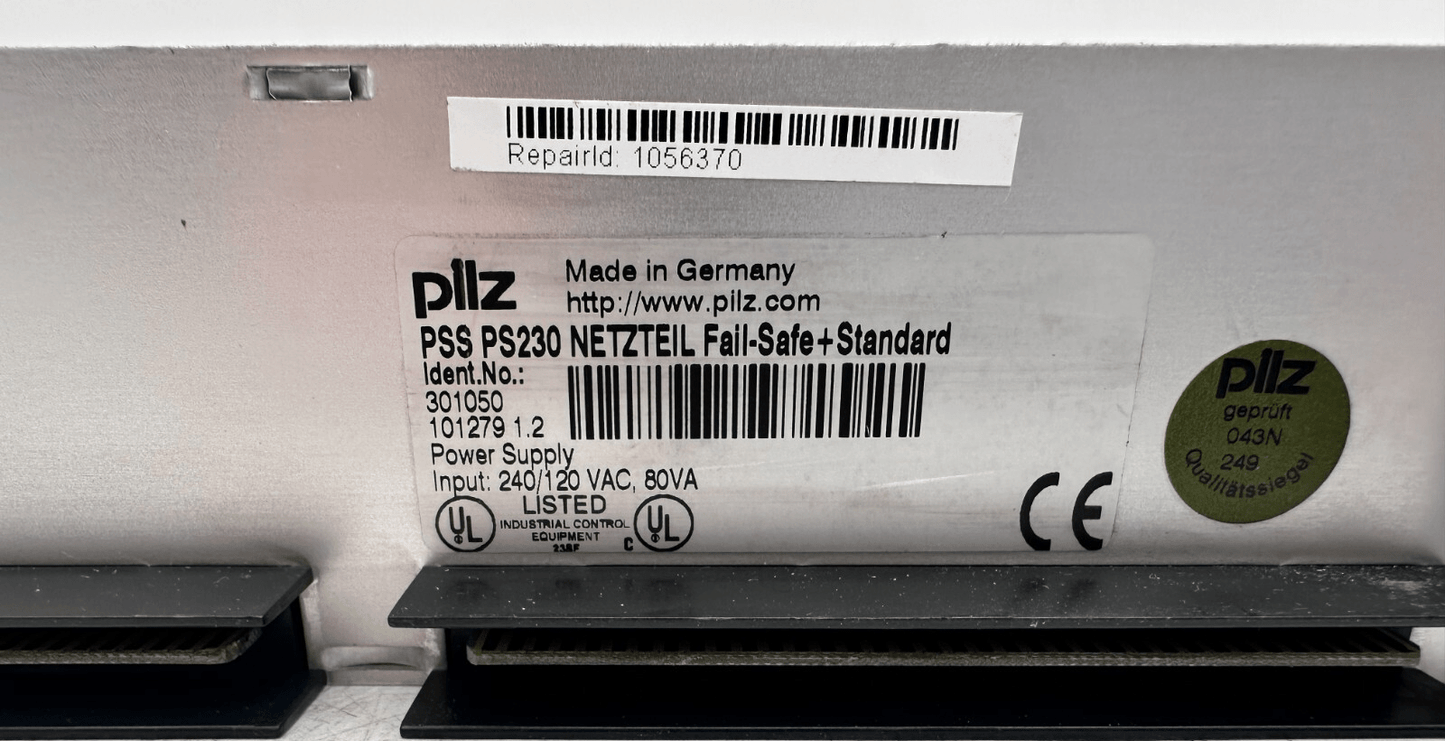 RepairId: 1056370
pilz
Made in Germany
http://www.pilz.com
PSS PS230 NETZTEIL Fail-Safe+Standard
Ident.No.:
301050
101279 1.2
Power Supply
Input: 240/120 VAC, 80VA
UL
LISTED
INDUSTRIAL CONTROL
EQUIPMENT
C
UL
CE
pilz
geprüft
043N
249
Qualitätssiegel